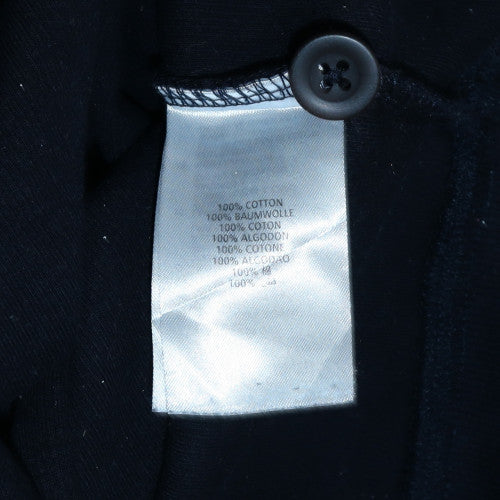 100% COTTON
100% BAUMWOLLE
100% COTON
100% ALGODON
100% COTONE
100% ALGODAO
100% 棉
100%